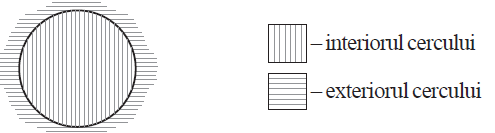 – interiorul cercului
– exteriorul cercului